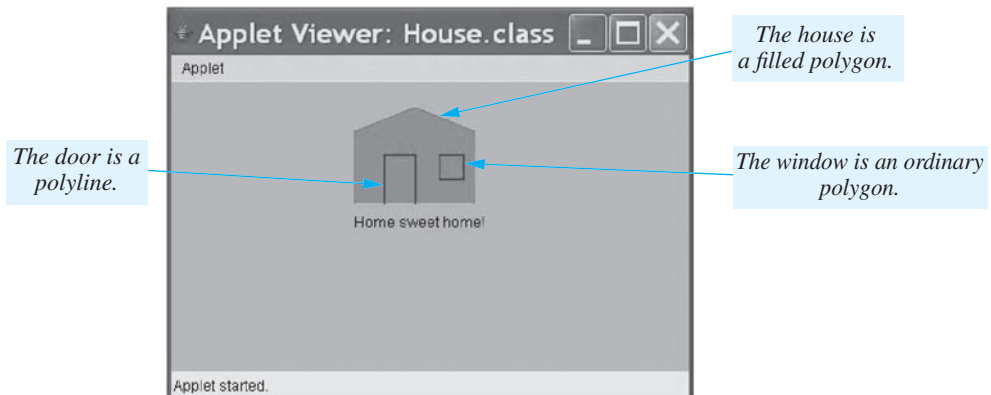 Applet Viewer: House.class
Applet
The house is
a filled polygon.
The door is a
polyline.
The window is an ordinary
polygon.
Home sweet home!
Applet started.